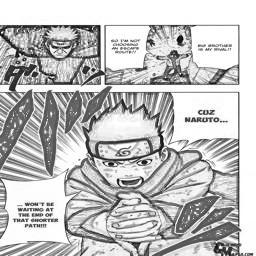 BIG BROTHER
IS MY RIVAL!!
SO I'M NOT
CHOOSING
AN ESCAPE
ROUTE!!
CUZ
NARUTO...
... WON'T BE
WAITING AT
THE END OF
THAT SHORTER
PATH!!!